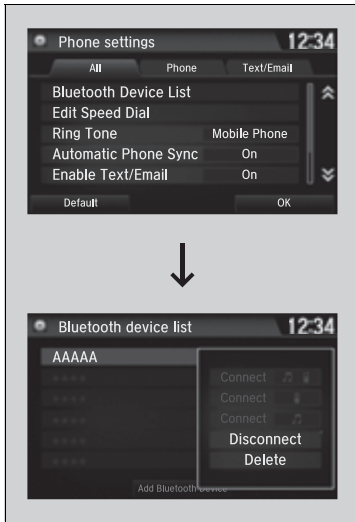 Phone settings 12:34
All Phone Text/Email
Bluetooth Device List
Edit Speed Dial
Ring Tone Mobile Phone
Automatic Phone Sync On
Enable Text/Email On
Default OK
Bluetooth device list 12:34
AAAAA
Connect
Connect
Connect
Disconnect
Delete
Add Bluetooth Device